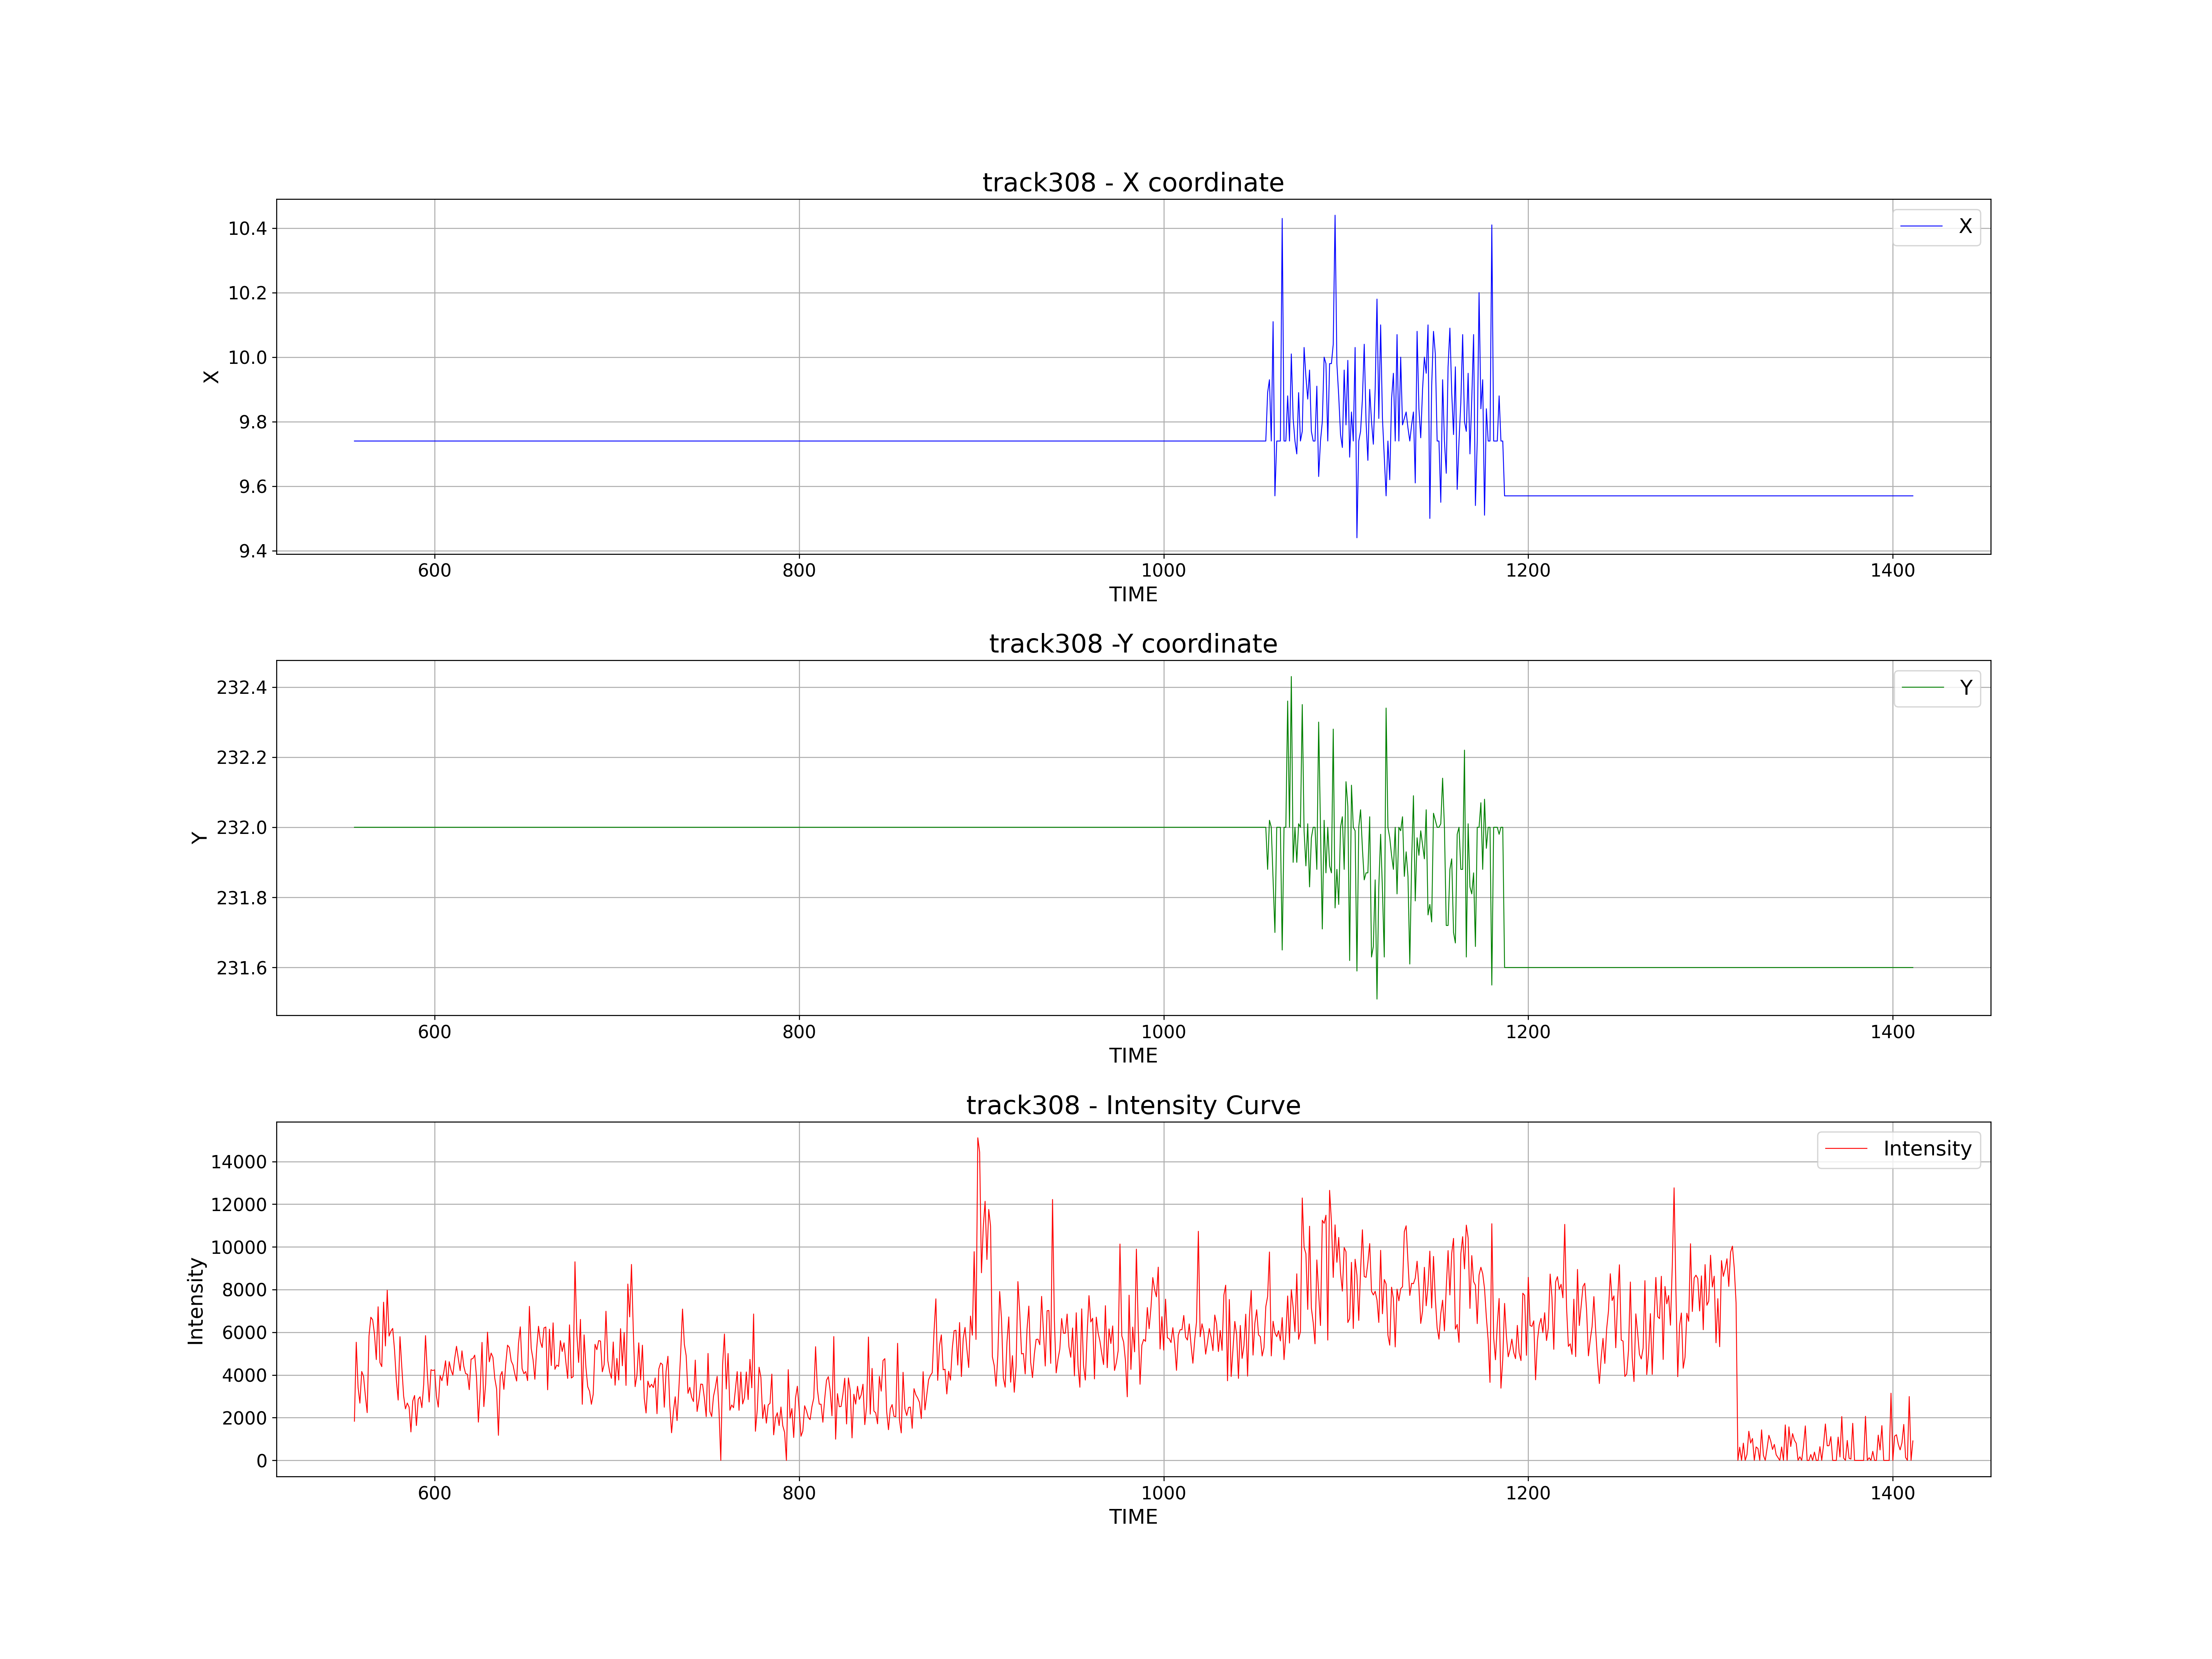 track308 - X coordinate
X
10.4
10.2
10.0
9.8
9.6
9.4
X
600 800 1000 1200 1400
TIME
track308 -Y coordinate
Y
232.4
232.2
232.0
231.8
231.6
Y
600 800 1000 1200 1400
TIME
track308 - Intensity Curve
Intensity
14000
12000
10000
8000
6000
4000
2000
0
Intensity
600 800 1000 1200 1400
TIME